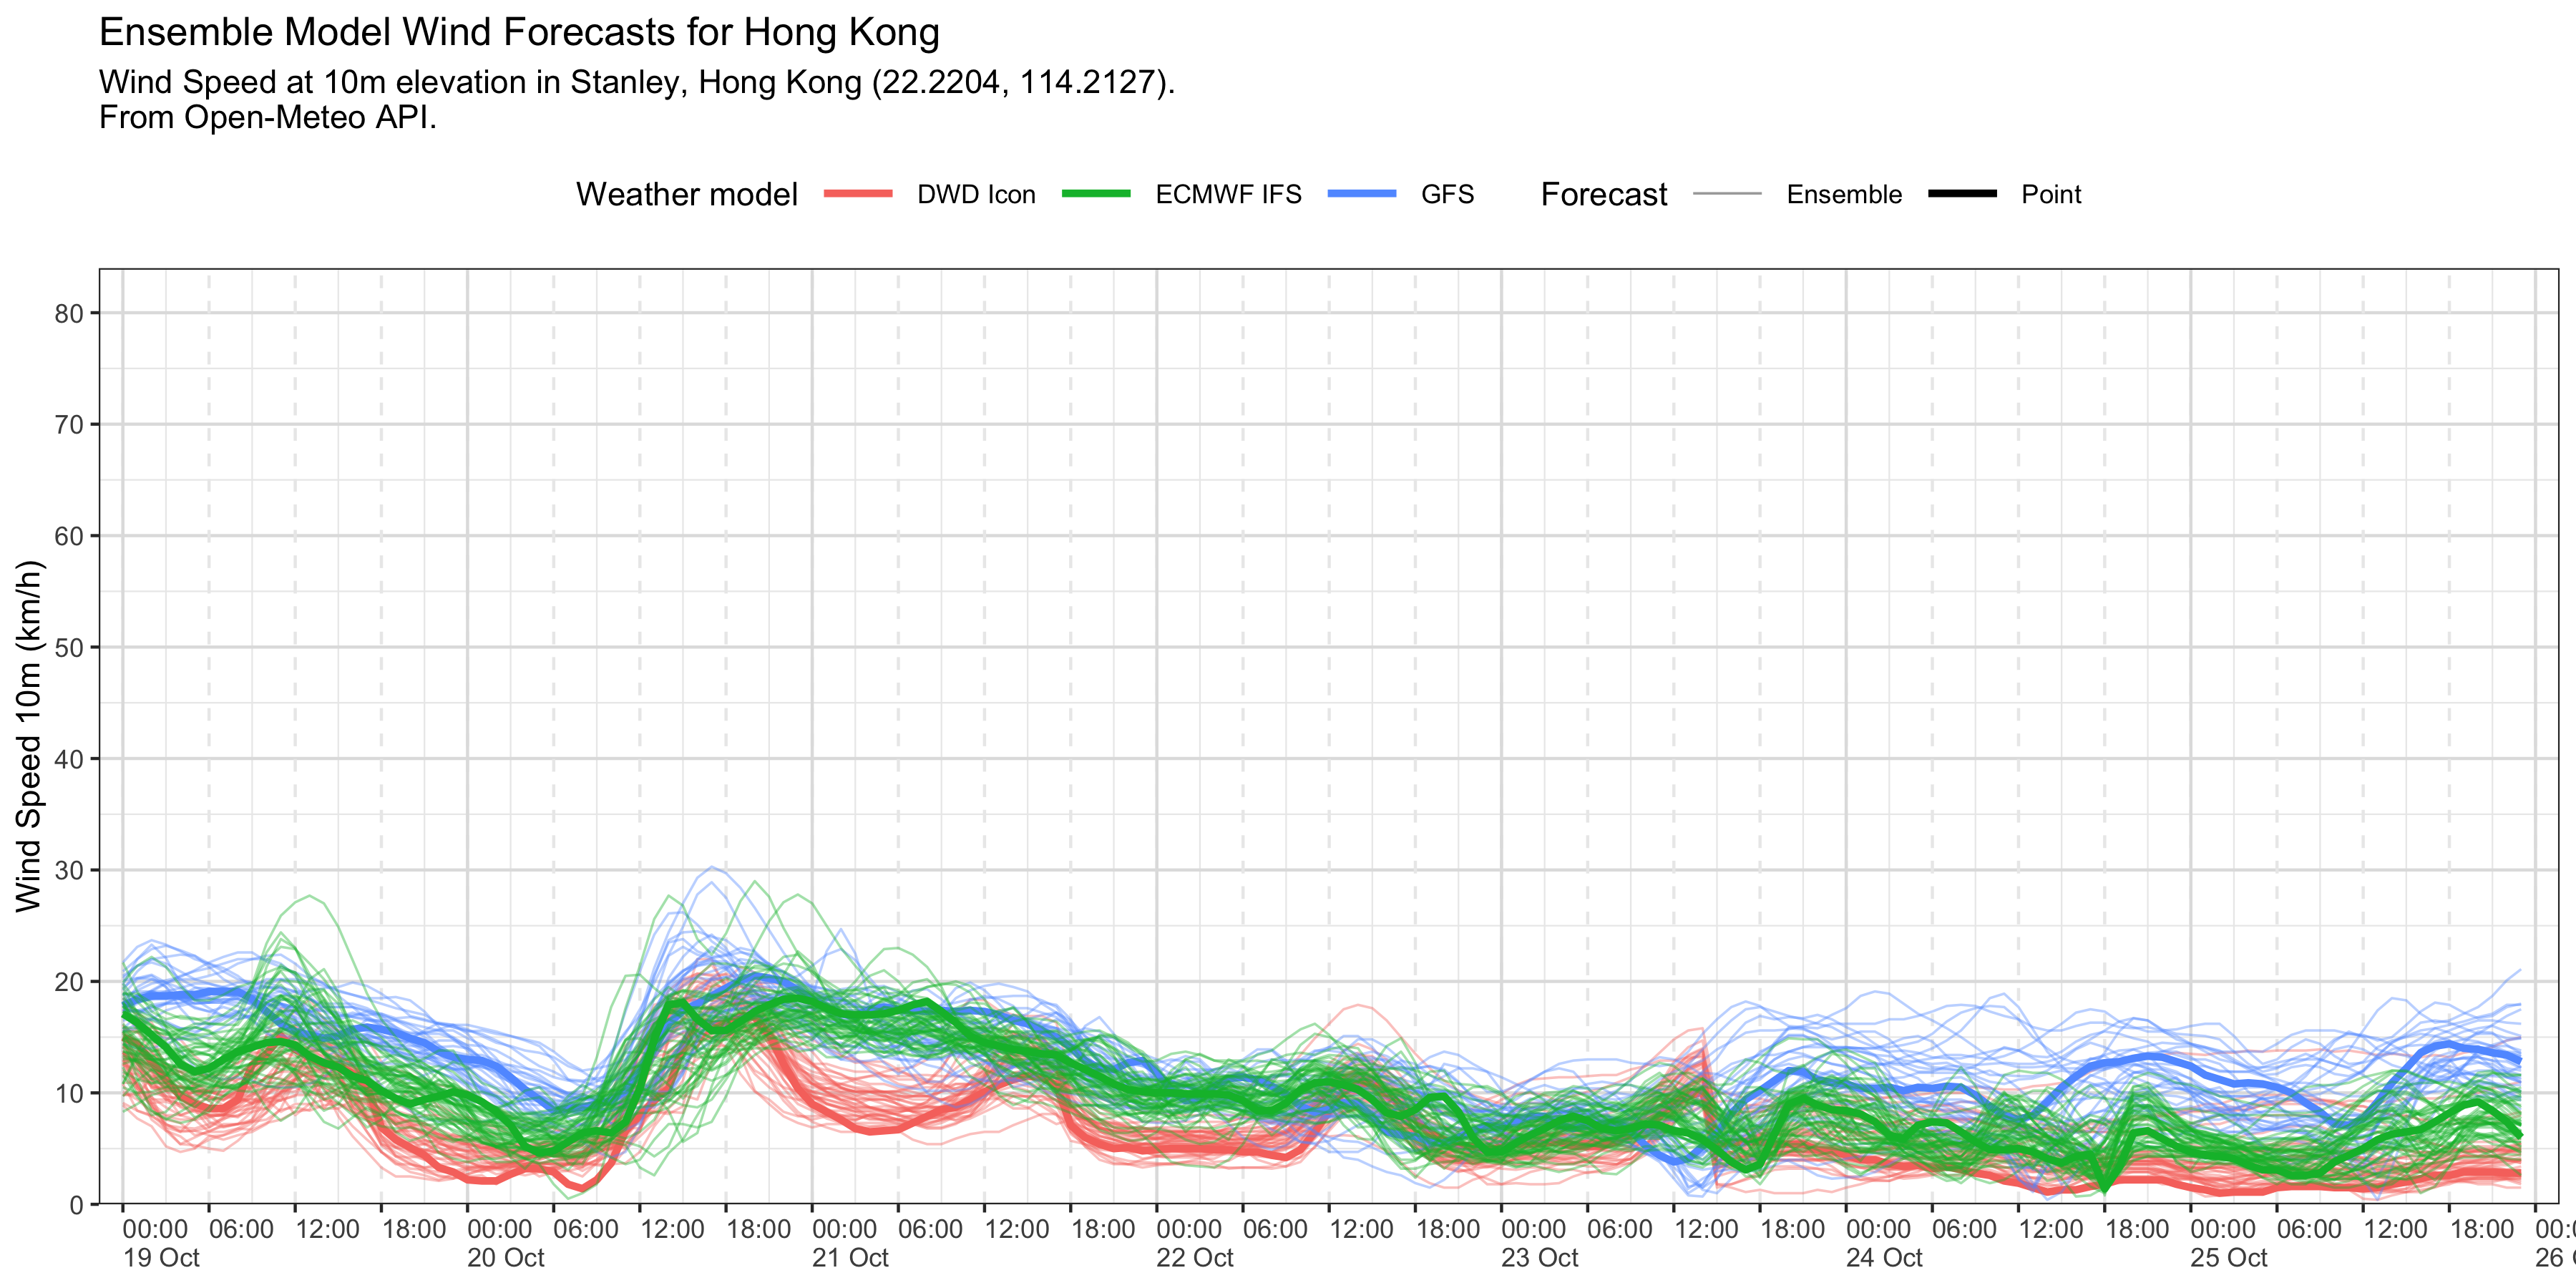 Ensemble Model Wind Forecasts for Hong Kong
Wind Speed at 10m elevation in Stanley, Hong Kong (22.2204, 114.2127).
From Open-Meteo API.
Weather model DWD Icon ECMWF IFS GFS Forecast Ensemble Point
Wind Speed 10m (km/h)
80
70
60
50
40
30
20
10
0
00:00 06:00 12:00 18:00 00:00 06:00 12:00 18:00 00:00 06:00 12:00 18:00 00:00 06:00 12:00 18:00 00:00 06:00 12:00 18:00 00:00 06:00 12:00 18:00 00:00 06:00 12:00 18:00
19 Oct 20 Oct 21 Oct 22 Oct 23 Oct 24 Oct 25 Oct 26